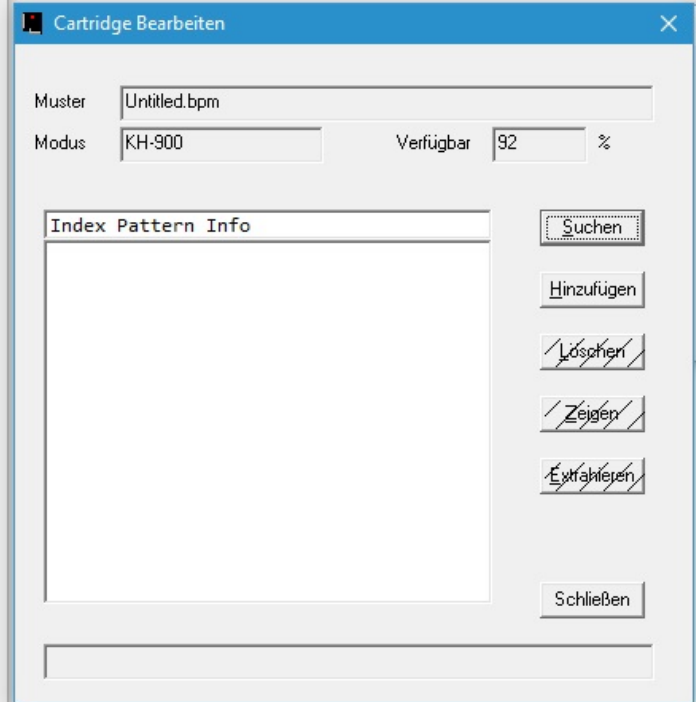 Cartridge Bearbeiten
Muster Untitled.bpm
Modus KH-900 Verfügbar 92 %
Index Pattern Info
Suchen
Hinzufügen
Löschen
Zeigen
Extrahieren
Schließen